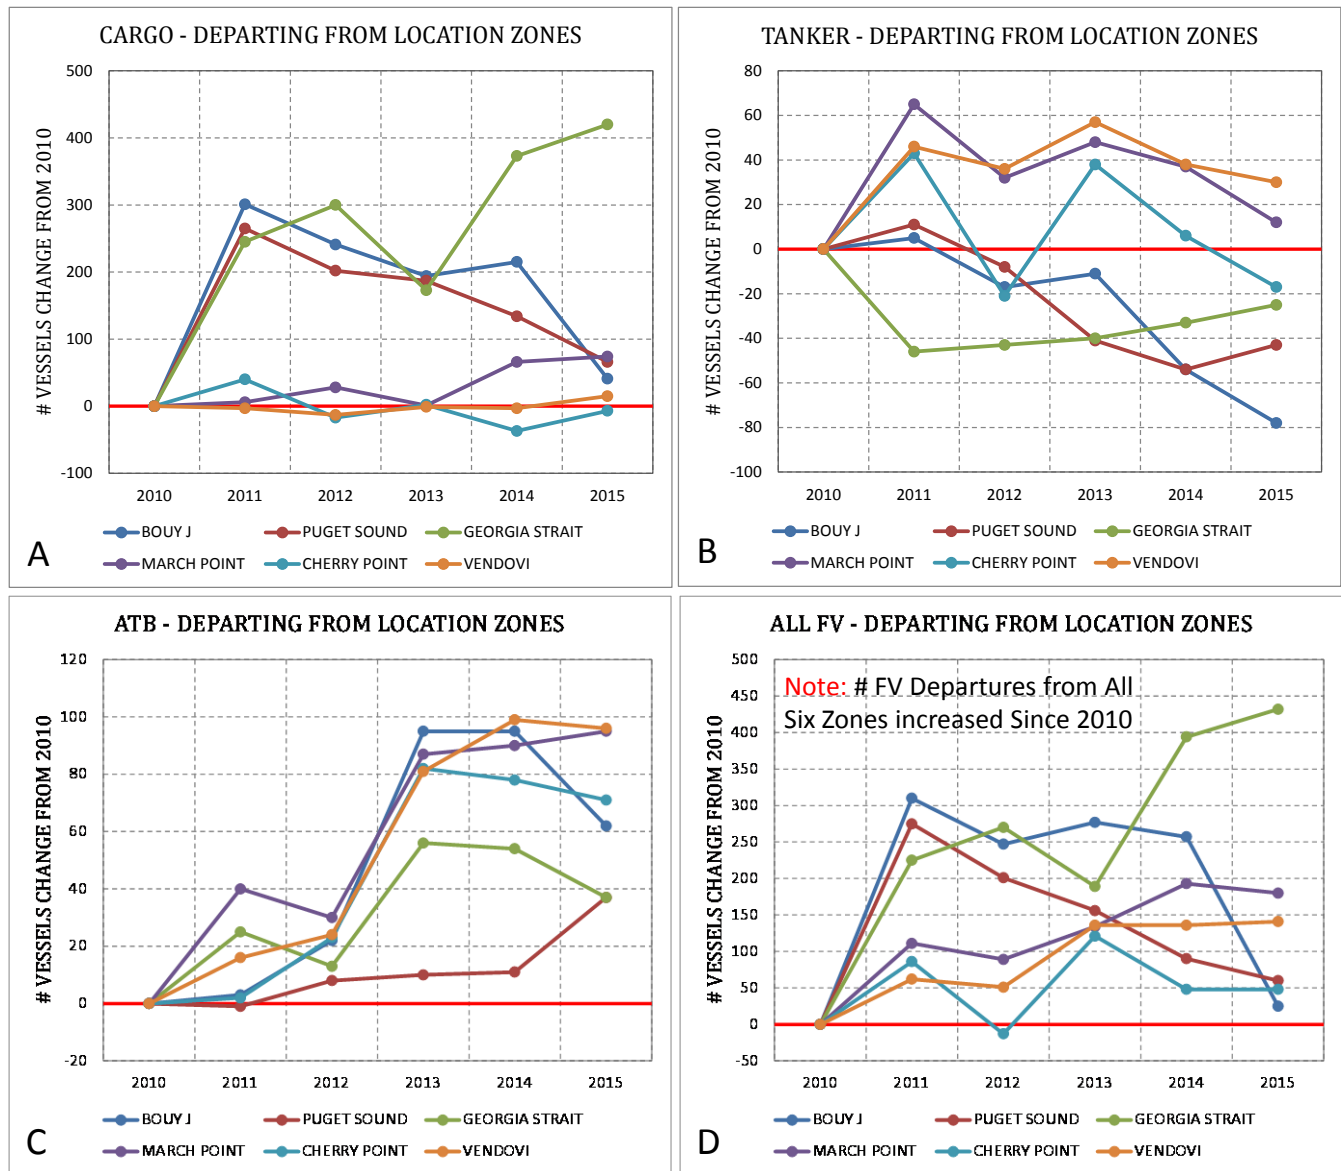 CARGO - DEPARTING FROM LOCATION ZONES
# VESSELS CHANGE FROM 2010
500
400
300
200
100
0
-100
2010 2011 2012 2013 2014 2015
BOUY J PUGET SOUND GEORGIA STRAIT
MARCH POINT CHERRY POINT VENDOVI
A
TANKER - DEPARTING FROM LOCATION ZONES
# VESSELS CHANGE FROM 2010
80
60
40
20
0
-20
-40
-60
-80
-100
2010 2011 2012 2013 2014 2015
BOUY J PUGET SOUND GEORGIA STRAIT
MARCH POINT CHERRY POINT VENDOVI
B
ATB - DEPARTING FROM LOCATION ZONES
# VESSELS CHANGE FROM 2010
120
100
80
60
40
20
0
-20
2010 2011 2012 2013 2014 2015
BOUY J PUGET SOUND GEORGIA STRAIT
MARCH POINT CHERRY POINT VENDOVI
C
ALL FV - DEPARTING FROM LOCATION ZONES
Note: # FV Departures from All
Six Zones increased Since 2010
# VESSELS CHANGE FROM 2010
500
450
400
350
300
250
200
150
100
50
0
-50
2010 2011 2012 2013 2014 2015
BOUY J PUGET SOUND GEORGIA STRAIT
MARCH POINT CHERRY POINT VENDOVI
D